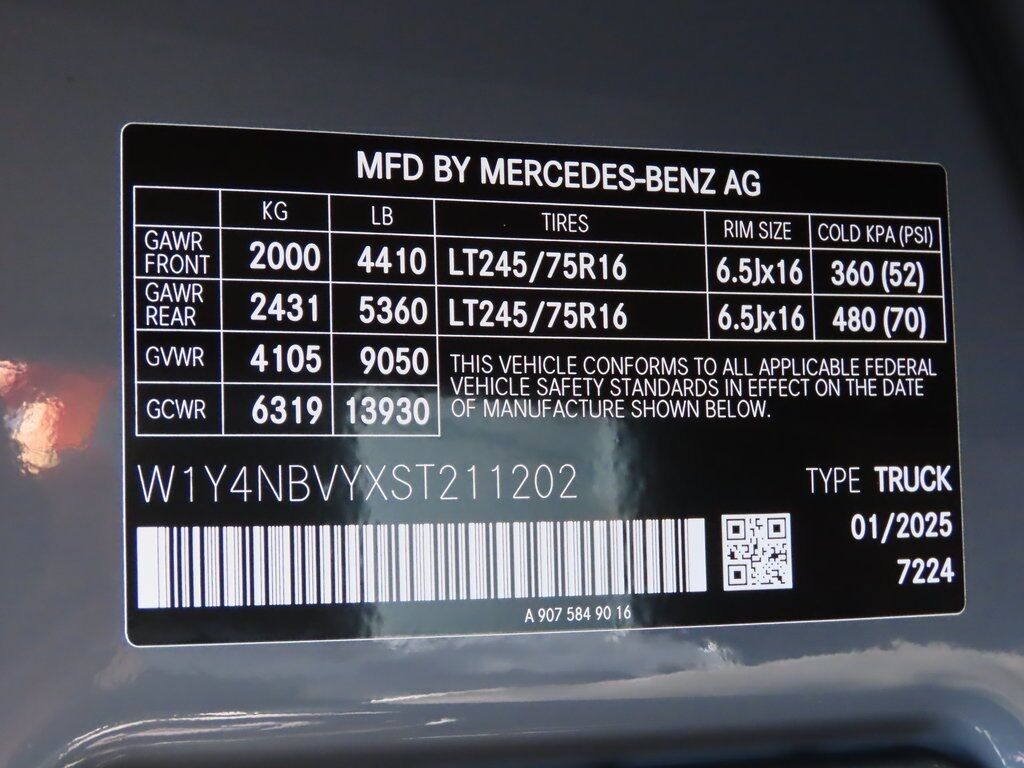 MFD BY MERCEDES-BENZ AG
KG LB TIRES RIM SIZE COLD KPA (PSI)
GAWR FRONT 2000 4410 LT245/75R16 6.5Jx16 360 (52)
GAWR REAR 2431 5360 LT245/75R16 6.5Jx16 480 (70)
GVWR 4105 9050
GCWR 6319 13930
THIS VEHICLE CONFORMS TO ALL APPLICABLE FEDERAL
VEHICLE SAFETY STANDARDS IN EFFECT ON THE DATE
OF MANUFACTURE SHOWN BELOW.
W1Y4NBVYXST211202
TYPE TRUCK
01/2025
7224
A 907 584 90 16